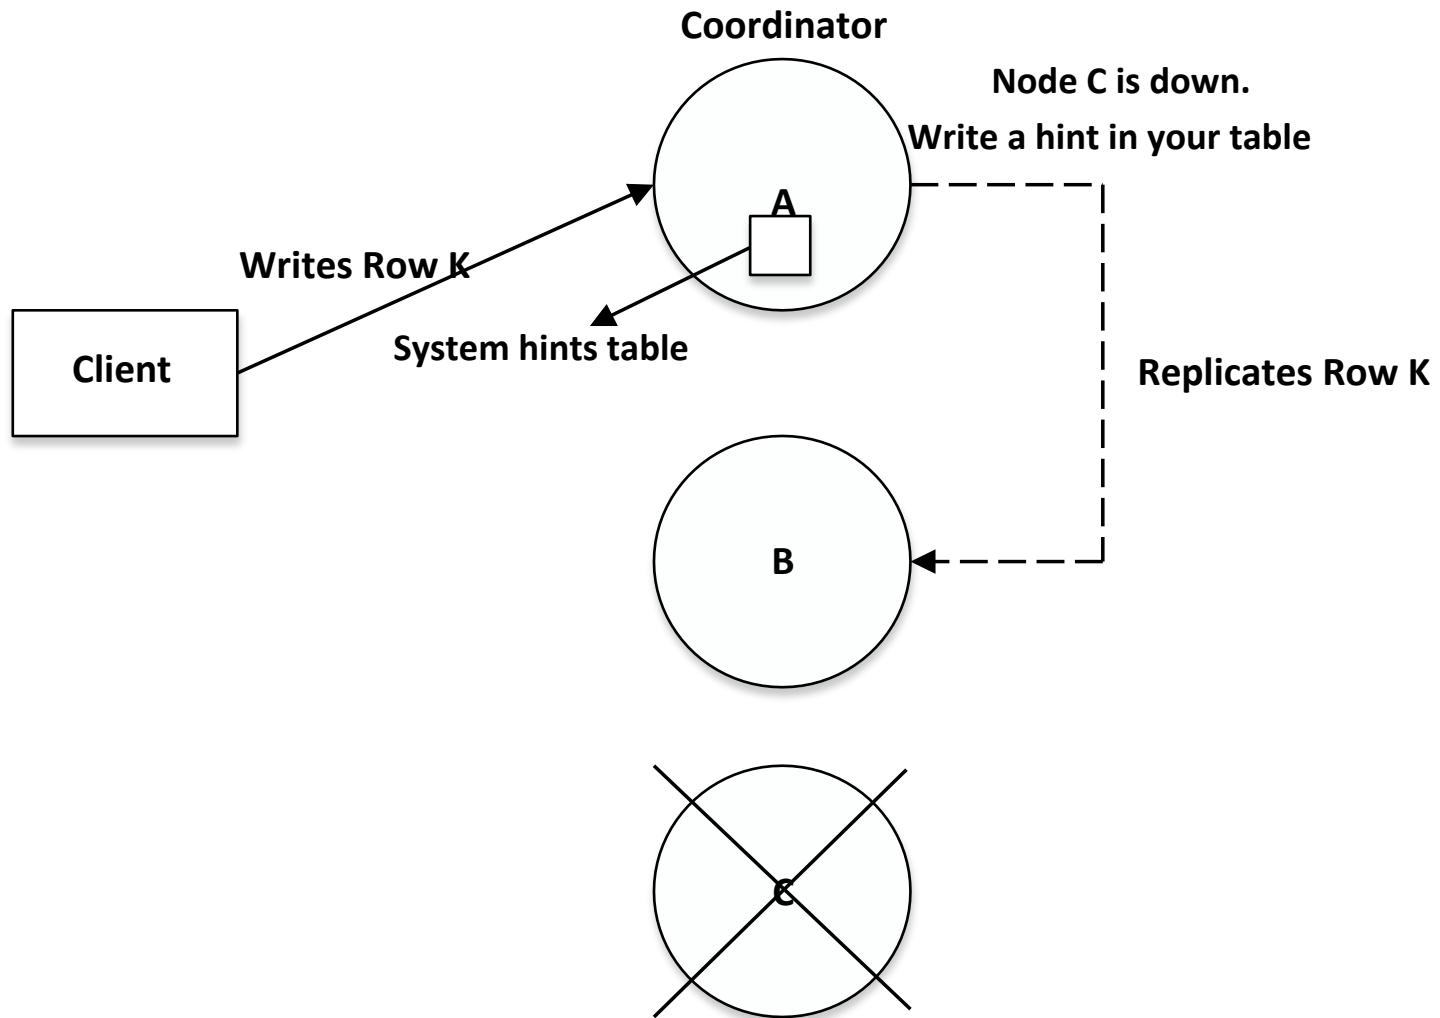 Coordinator
Node C is down.
Write a hint in your table
A
Writes Row K
System hints table
Client
Replicates Row K
B
C